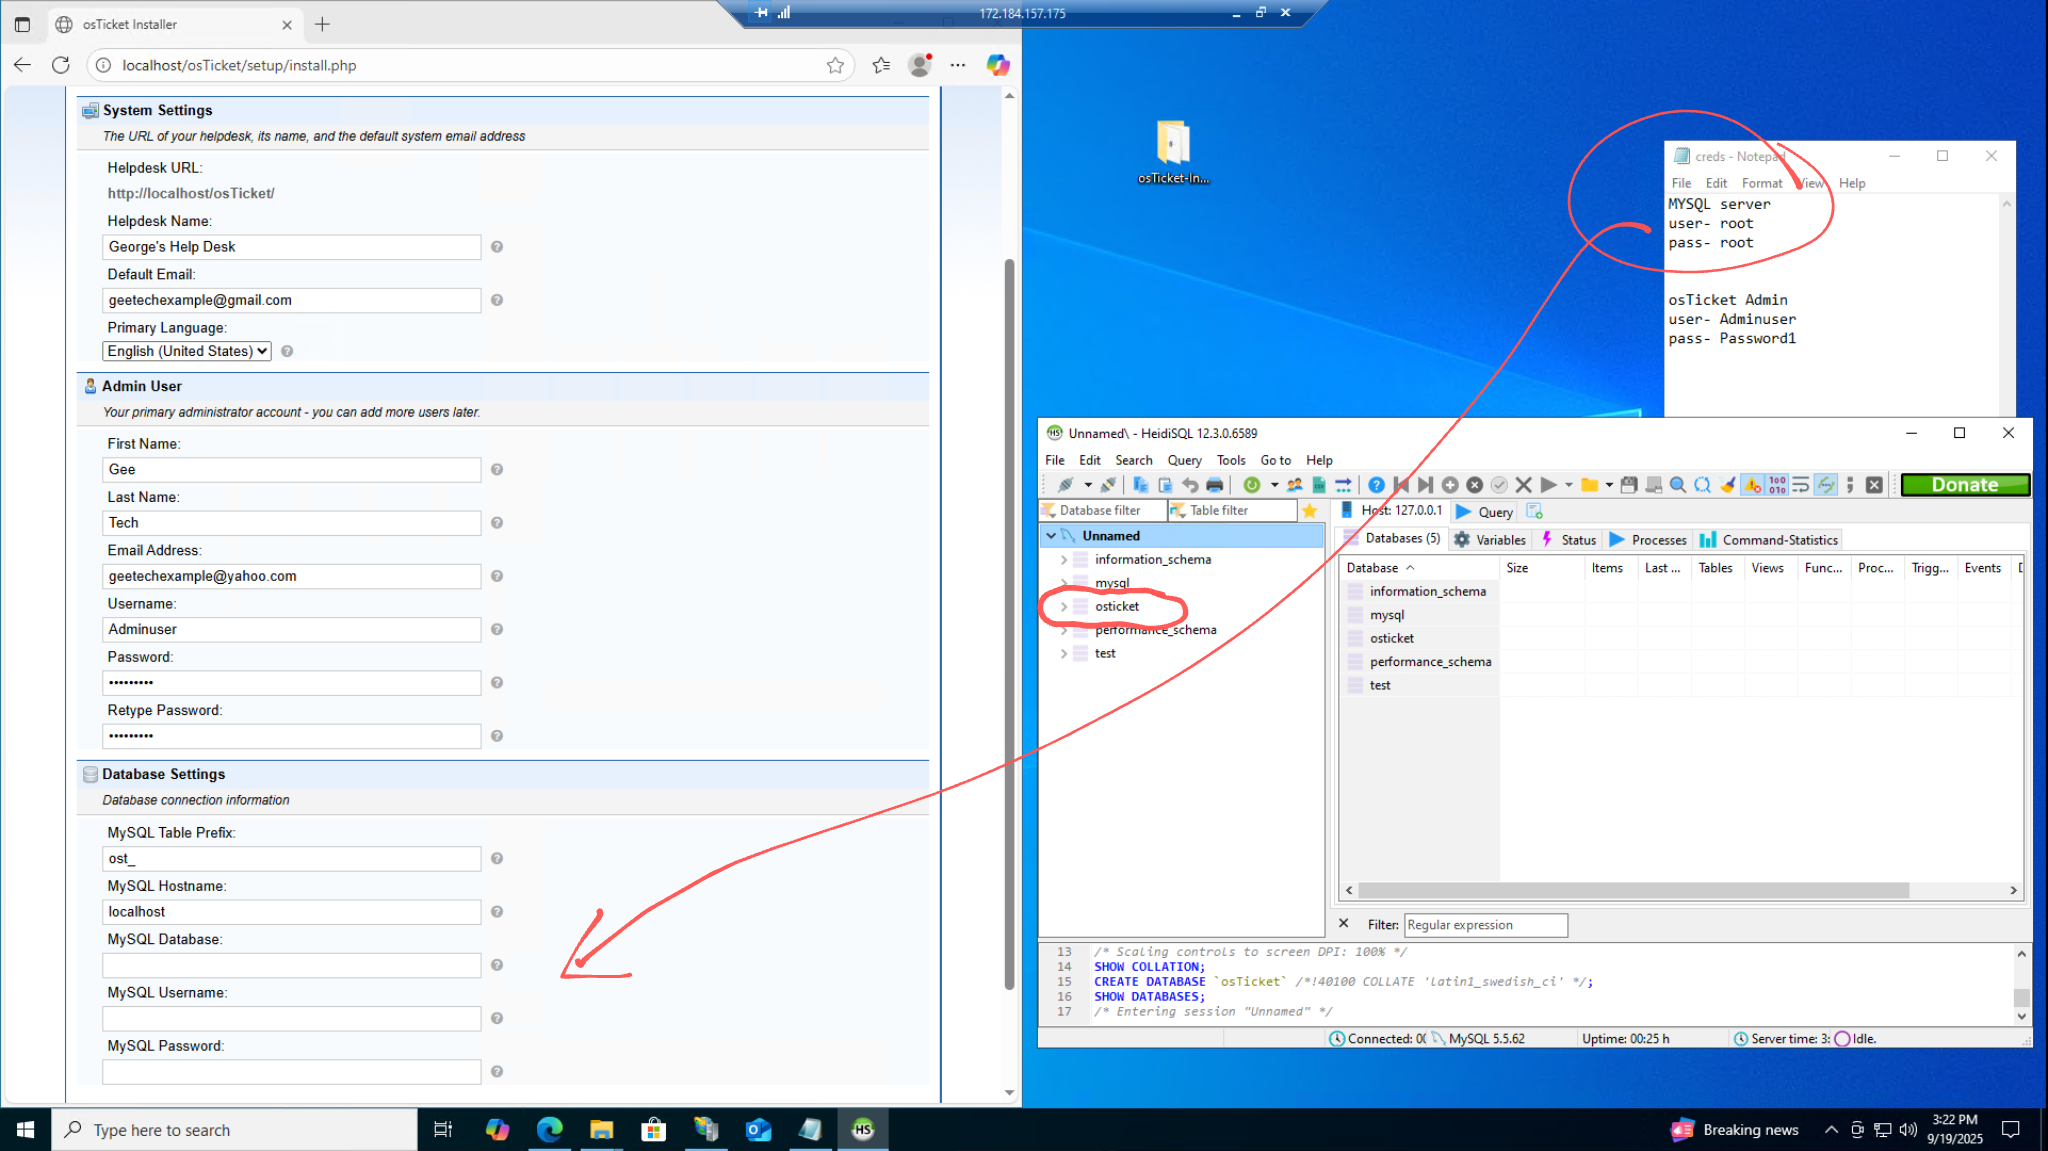 osTicket Installer
172.184.157.175
localhost/osTicket/setup/install.php
System Settings
The URL of your helpdesk, its name, and the default system email address
Helpdesk URL:
http://localhost/osTicket/
Helpdesk Name:
George's Help Desk
Default Email:
geetechexample@gmail.com
Primary Language:
English (United States)
Admin User
Your primary administrator account - you can add more users later.
First Name:
Gee
Last Name:
Tech
Email Address:
geetechexample@yahoo.com
Username:
Adminuser
Password:
•••••••••
Retype Password:
•••••••••
Database Settings
Database connection information
MySQL Table Prefix:
ost_
MySQL Hostname:
localhost
MySQL Database:
MySQL Username:
MySQL Password:
osTicket-In...
creds - Notepad
File Edit Format View Help
MYSQL server
user- root
pass- root
osTicket Admin
user- Adminuser
pass- Password1
Unnamed\ - HeidiSQL 12.3.0.6589
File Edit Search Query Tools Go to Help
Donate
Database filter Table filter
Host: 127.0.0.1 Query
Unnamed
information_schema
mysql
osticket
performance_schema
test
Databases (5) Variables Status Processes Command-Statistics
Database Size Items Last ... Tables Views Func... Proc... Trigg... Events
information_schema
mysql
osticket
performance_schema
test
Filter: Regular expression
13 /* Scaling controls to screen DPI: 100% */
14 SHOW COLLATION;
15 CREATE DATABASE `osTicket` /*!40100 COLLATE 'latin1_swedish_ci' */;
16 SHOW DATABASES;
17 /* Entering session "Unnamed" */
Connected: 00 MySQL 5.5.62 Uptime: 00:25 h Server time: 3: Idle.
Type here to search
Breaking news
3:22 PM
9/19/2025